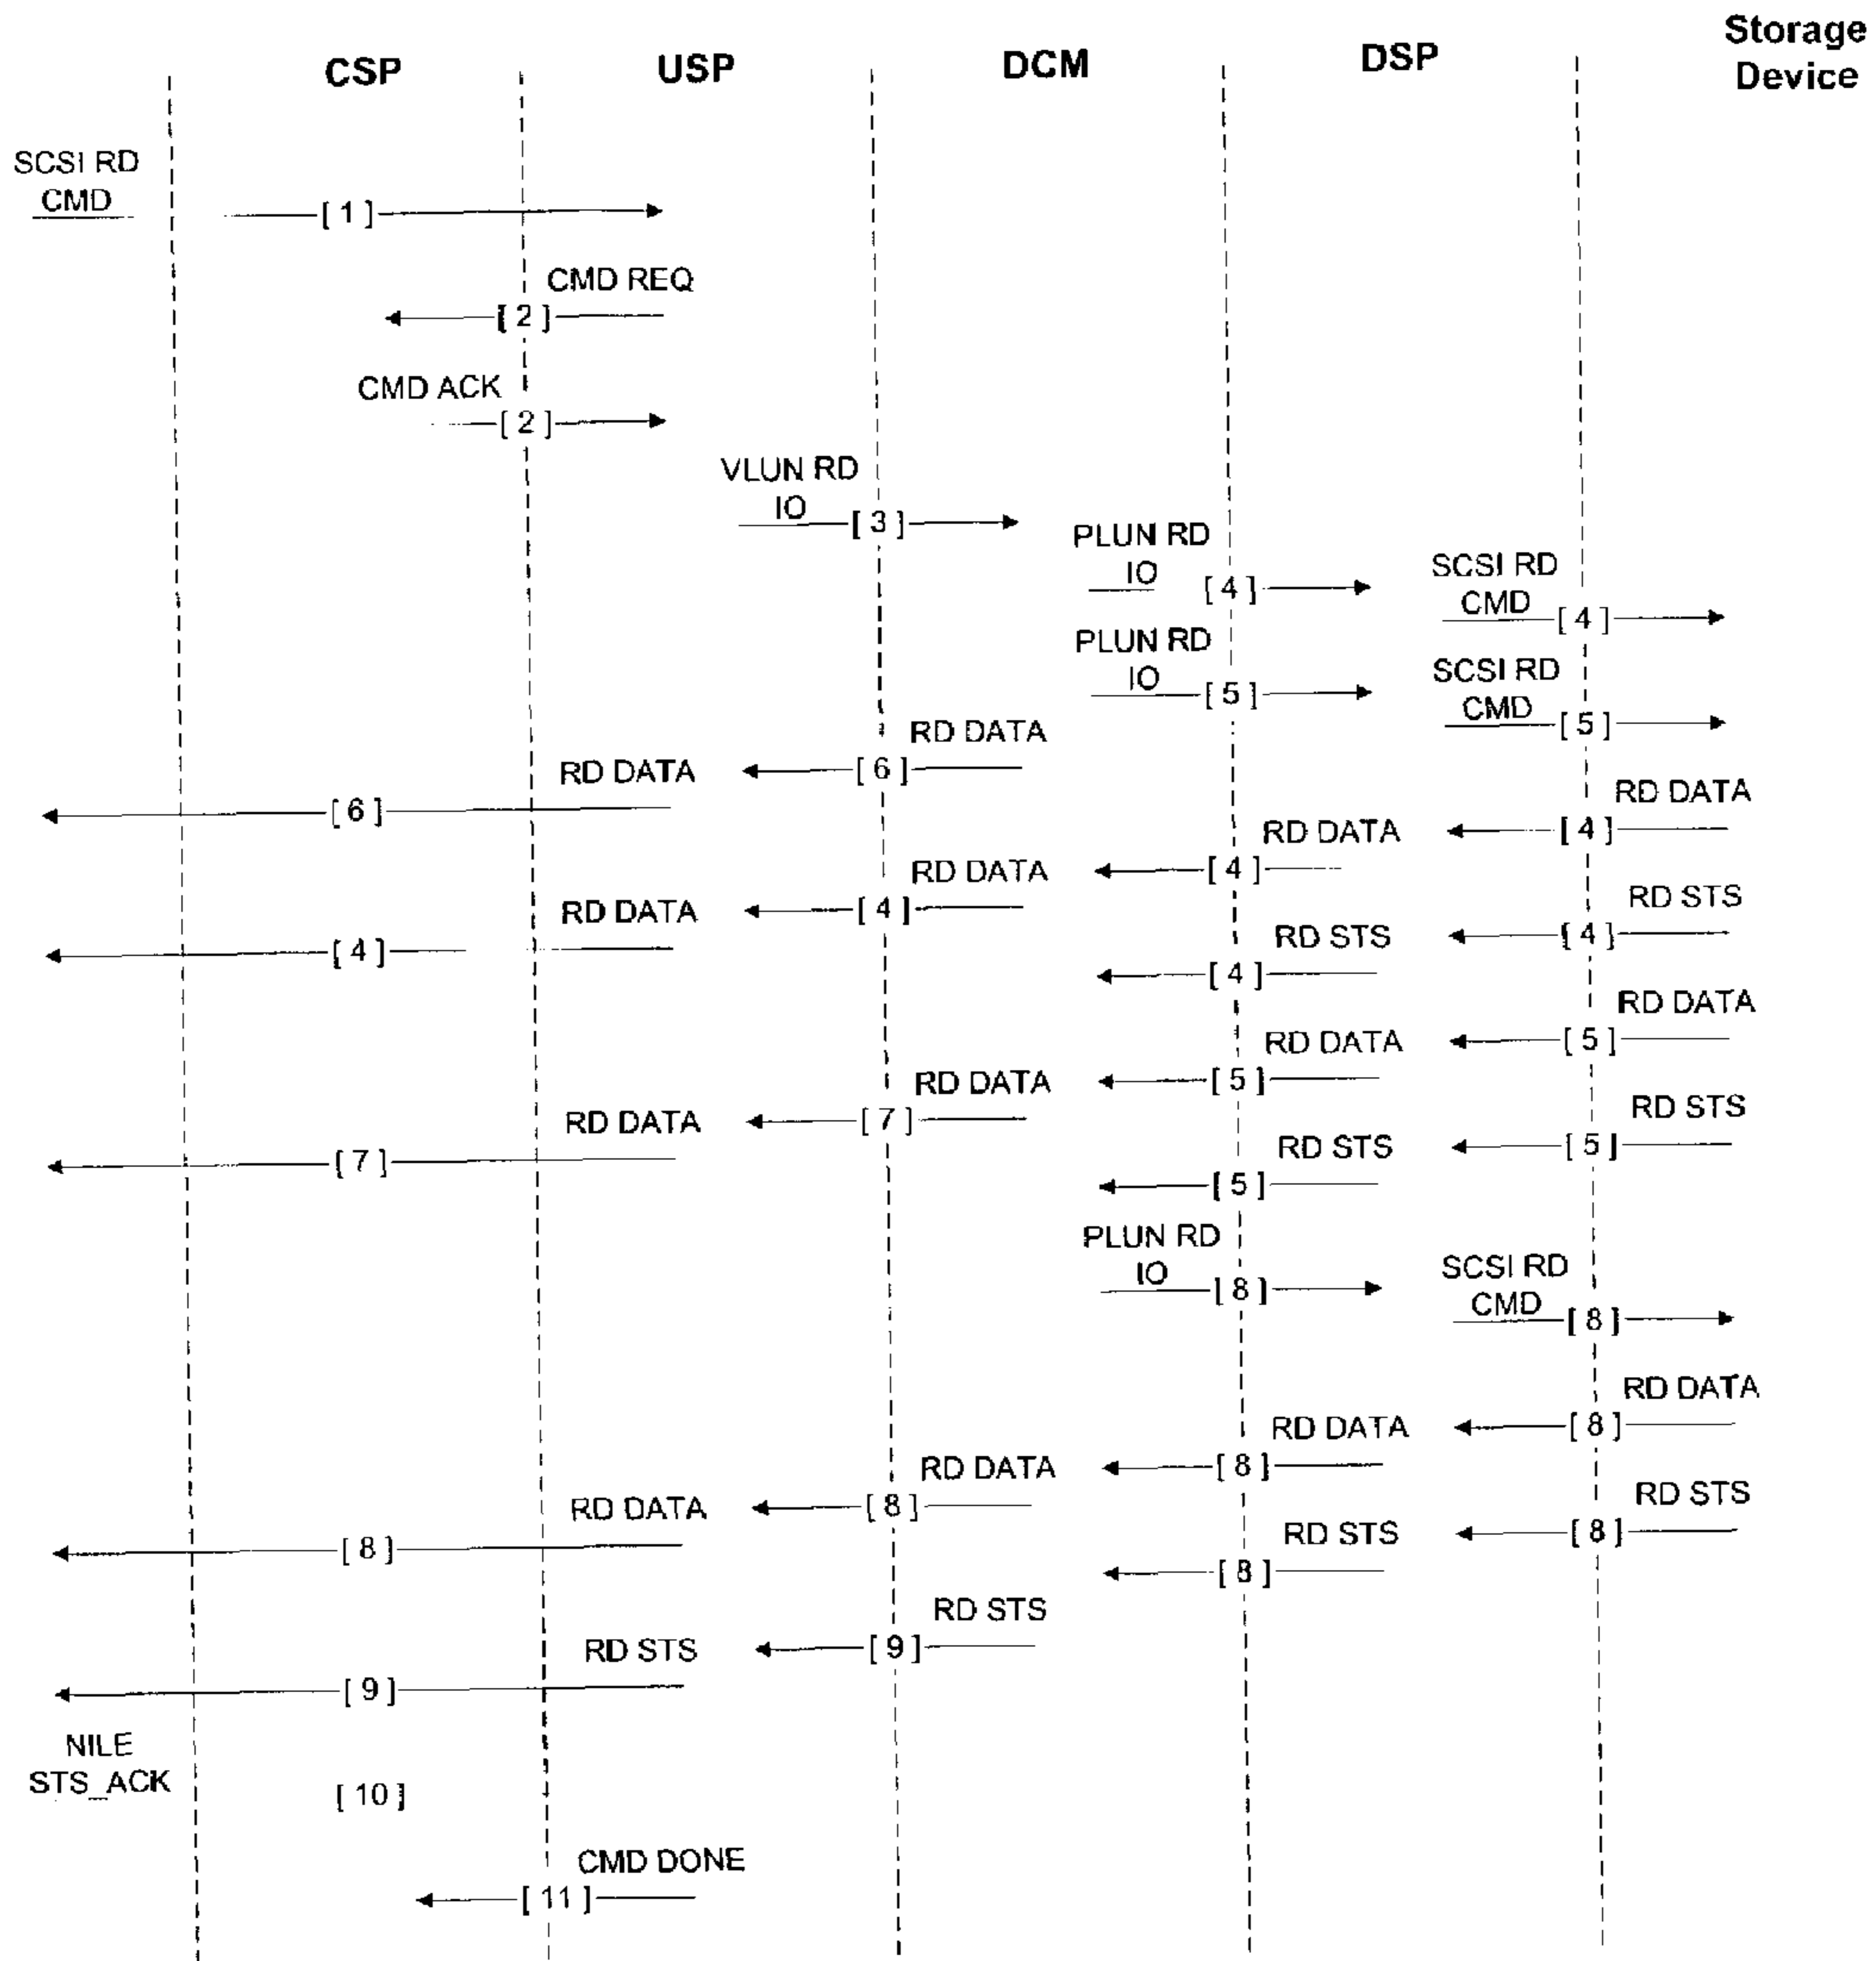 CSP
USP
DCM
DSP
Storage
Device
SCSI RD
CMD
[ 1 ]
CMD REQ
[ 2 ]
CMD ACK
[ 2 ]
VLUN RD
IO
[ 3 ]
PLUN RD
IO
[ 4 ]
SCSI RD
CMD
[ 4 ]
PLUN RD
IO
[ 5 ]
SCSI RD
CMD
[ 5 ]
RD DATA
[ 6 ]
RD DATA
[ 6 ]
RD DATA
[ 4 ]
RD DATA
[ 4 ]
RD DATA
[ 4 ]
RD DATA
[ 4 ]
RD STS
[ 4 ]
RD STS
[ 4 ]
RD DATA
[ 5 ]
RD DATA
[ 5 ]
RD DATA
[ 7 ]
RD DATA
[ 7 ]
RD STS
[ 5 ]
RD STS
[ 5 ]
PLUN RD
IO
[ 8 ]
SCSI RD
CMD
[ 8 ]
RD DATA
[ 8 ]
RD DATA
[ 8 ]
RD DATA
[ 8 ]
RD DATA
[ 8 ]
RD STS
[ 8 ]
RD STS
[ 8 ]
RD STS
[ 9 ]
RD STS
[ 9 ]
NILE
STS_ACK
[ 10 ]
CMD DONE
[ 11 ]